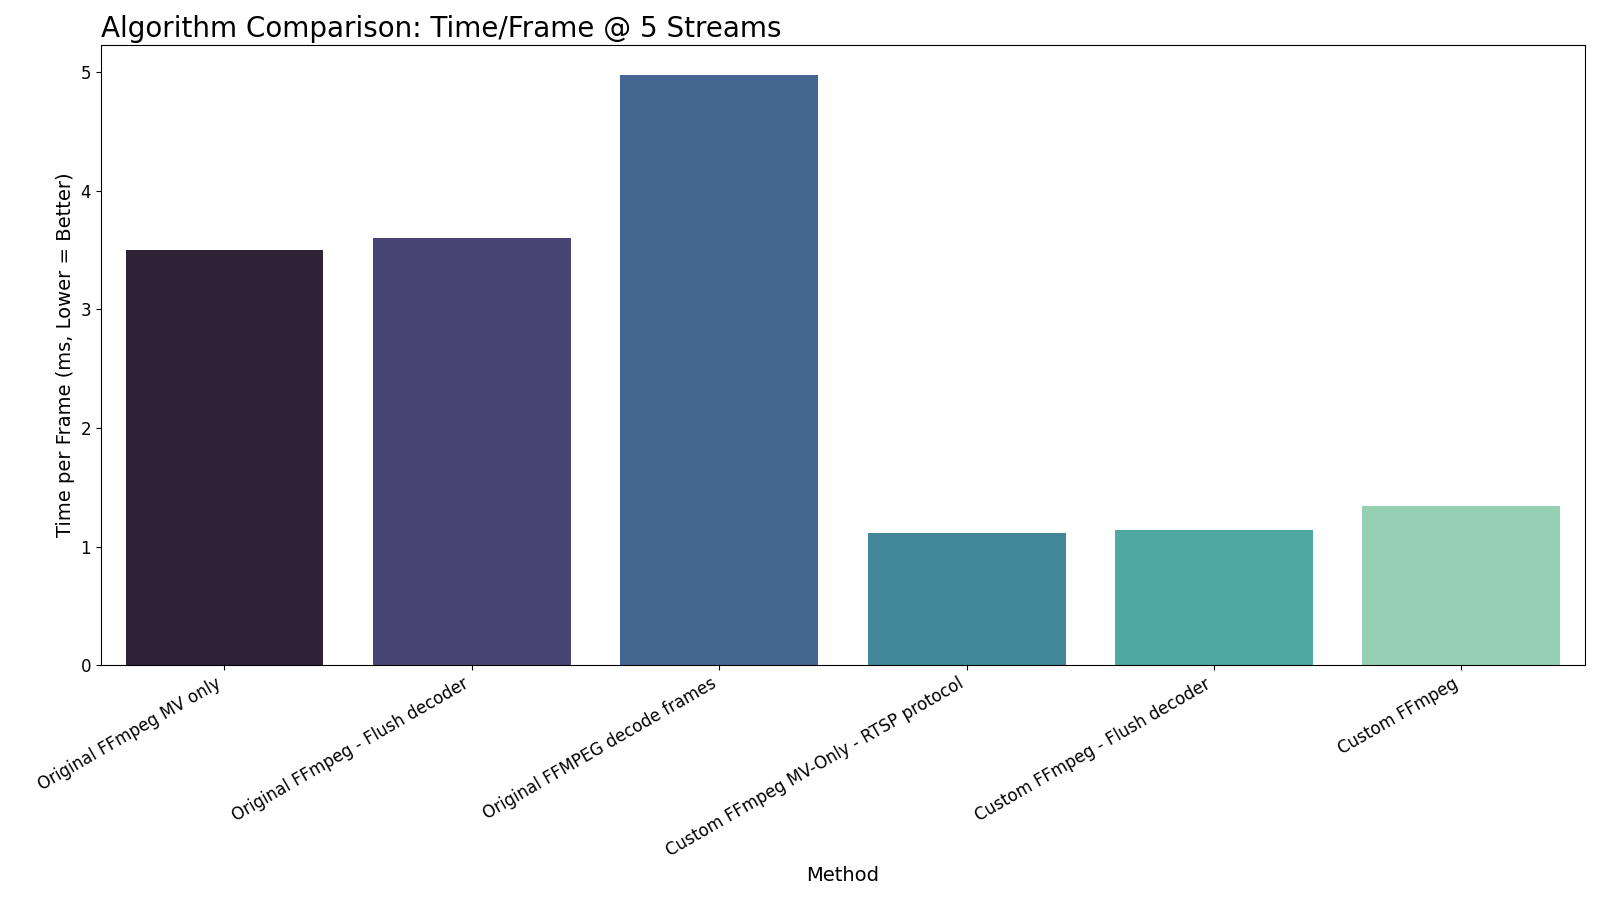 Algorithm Comparison: Time/Frame @ 5 Streams
Time per Frame (ms, Lower = Better)
5
4
3
2
1
0
Original FFmpeg MV only
Original FFmpeg - Flush decoder
Original FFMPEG decode frames
Custom FFmpeg MV-Only - RTSP protocol
Custom FFmpeg - Flush decoder
Custom FFmpeg
Method